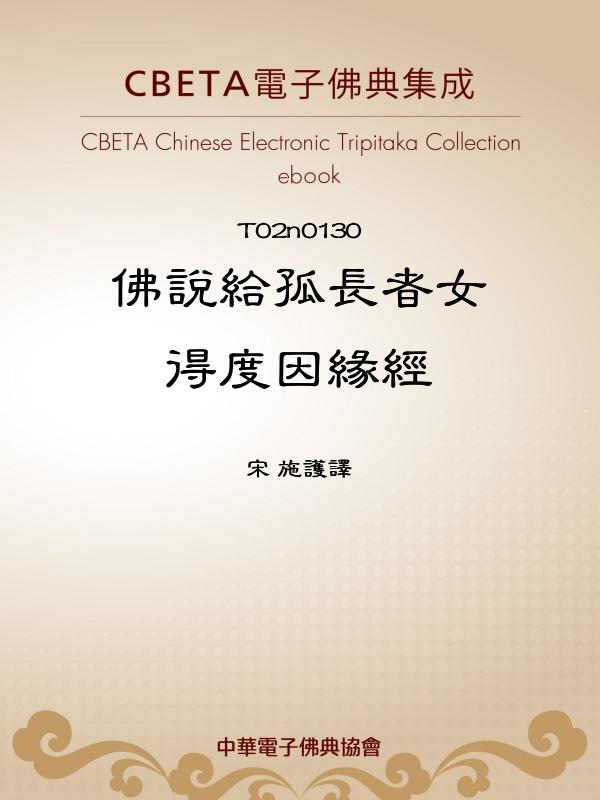 CBETA電子佛典集成
CBETA Chinese Electronic Tripitaka Collection
ebook
T02n0130
佛說給孤長者女
得度因緣經
宋 施護譯
中華電子佛典協會